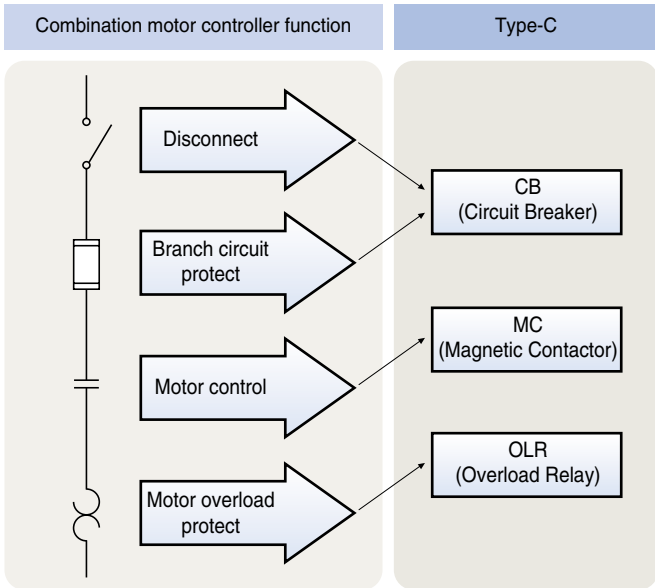 Combination motor controller function
Type-C
Disconnect
Branch circuit
protect
Motor control
Motor overload
protect
CB
(Circuit Breaker)
MC
(Magnetic Contactor)
OLR
(Overload Relay)